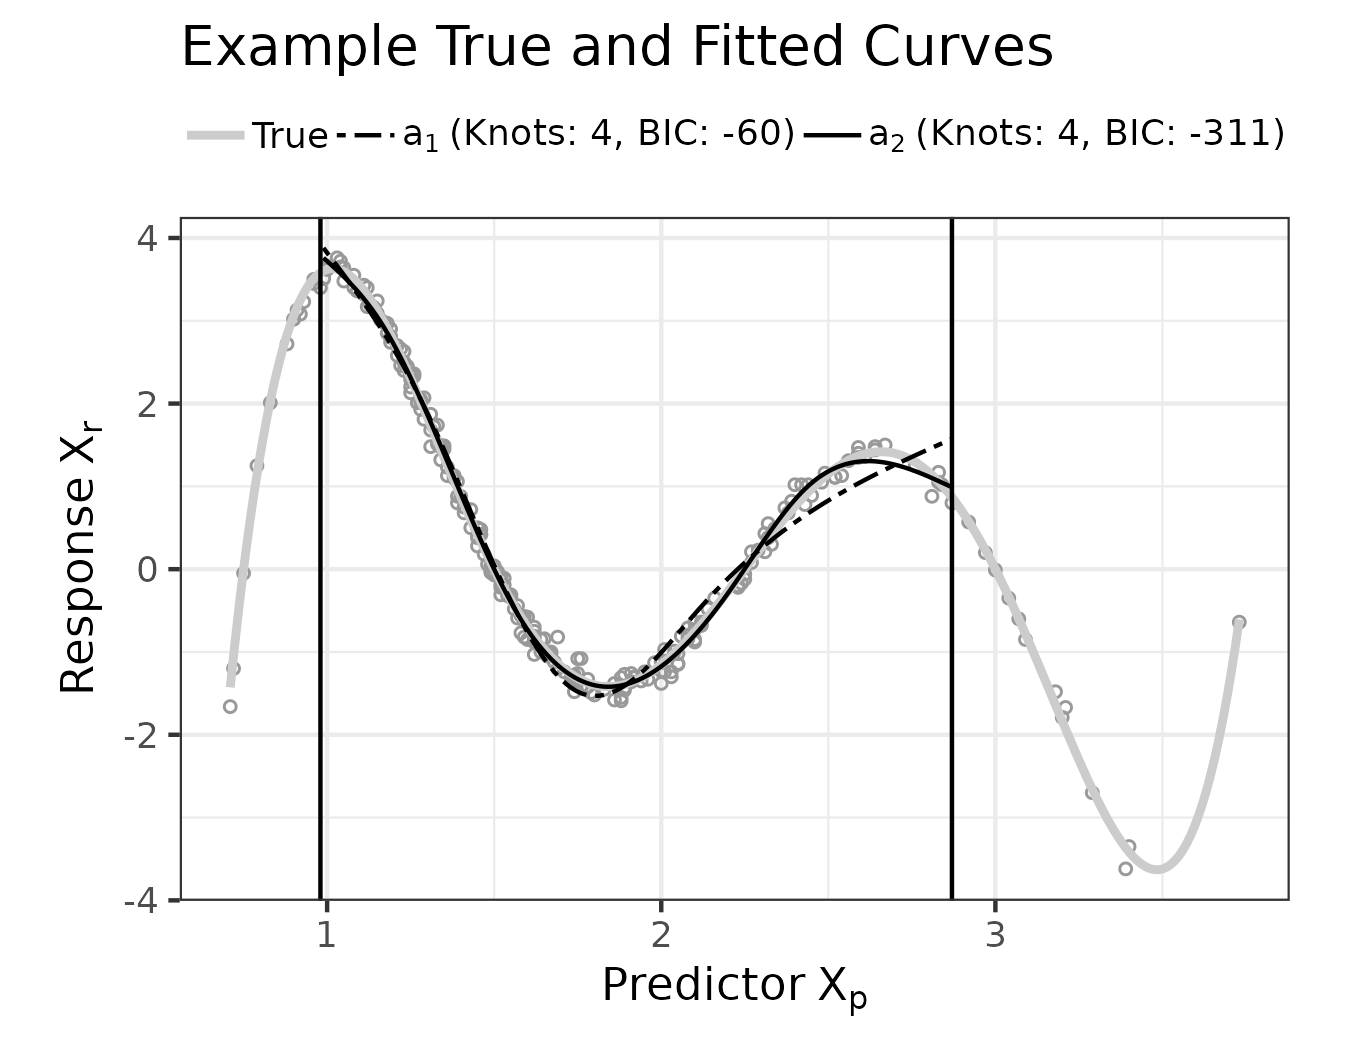 Example True and Fitted Curves
True a₁ (Knots: 4, BIC: -60) a₂ (Knots: 4, BIC: -311)
4
2
0
-2
-4
Response Xᵣ
1 2 3
Predictor Xₚ